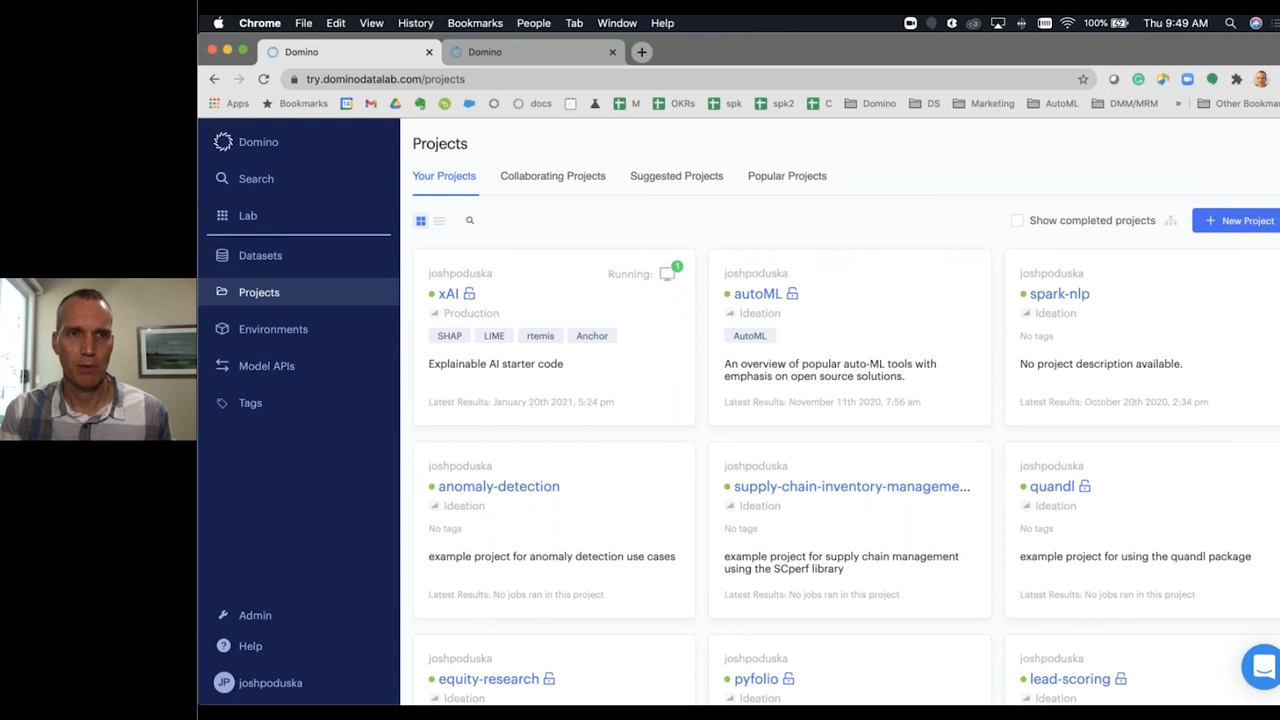 Chrome File Edit View History Bookmarks People Tab Window Help 100% Thu 9:49 AM
Domino Domino
try.dominodatalab.com/projects
Apps Bookmarks docs M OKRs spk spk2 C Domino DS Marketing AutoML DMM/MRM » Other Bookmar
Domino
Search
Lab
Datasets
Projects
Environments
Model APIs
Tags
Admin
Help
JP joshpoduska
Projects
Your Projects Collaborating Projects Suggested Projects Popular Projects
Show completed projects New Project
joshpoduska Running: 1
xAI
Production
SHAP LIME rtemis Anchor
Explainable AI starter code
Latest Results: January 20th 2021, 5:24 pm
joshpoduska
autoML
Ideation
AutoML
An overview of popular auto-ML tools with
emphasis on open source solutions.
Latest Results: November 11th 2020, 7:56 am
joshpoduska
spark-nlp
Ideation
No tags
No project description available.
Latest Results: October 20th 2020, 2:34 pm
joshpoduska
anomaly-detection
Ideation
No tags
example project for anomaly detection use cases
Latest Results: No jobs ran in this project
joshpoduska
supply-chain-inventory-manageme...
Ideation
No tags
example project for supply chain management
using the SCperf library
Latest Results: No jobs ran in this project
joshpoduska
quandl
Ideation
No tags
example project for using the quandl package
Latest Results: No jobs ran in this project
joshpoduska
equity-research
Ideation
joshpoduska
pyfolio
Ideation
joshpoduska
lead-scoring
Ideation